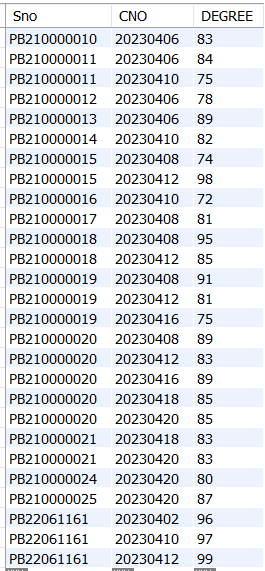 Sno CNO DEGREE
PB210000010 20230406 83
PB210000011 20230406 84
PB210000011 20230410 75
PB210000012 20230406 78
PB210000013 20230406 89
PB210000014 20230410 82
PB210000015 20230408 74
PB210000015 20230412 98
PB210000016 20230410 72
PB210000017 20230408 81
PB210000018 20230408 95
PB210000018 20230412 85
PB210000019 20230408 91
PB210000019 20230412 81
PB210000019 20230416 75
PB210000020 20230408 89
PB210000020 20230412 83
PB210000020 20230416 89
PB210000020 20230418 85
PB210000020 20230420 85
PB210000021 20230418 83
PB210000021 20230420 83
PB210000024 20230420 80
PB210000025 20230420 87
PB22061161 20230402 96
PB22061161 20230410 97
PB22061161 20230412 99